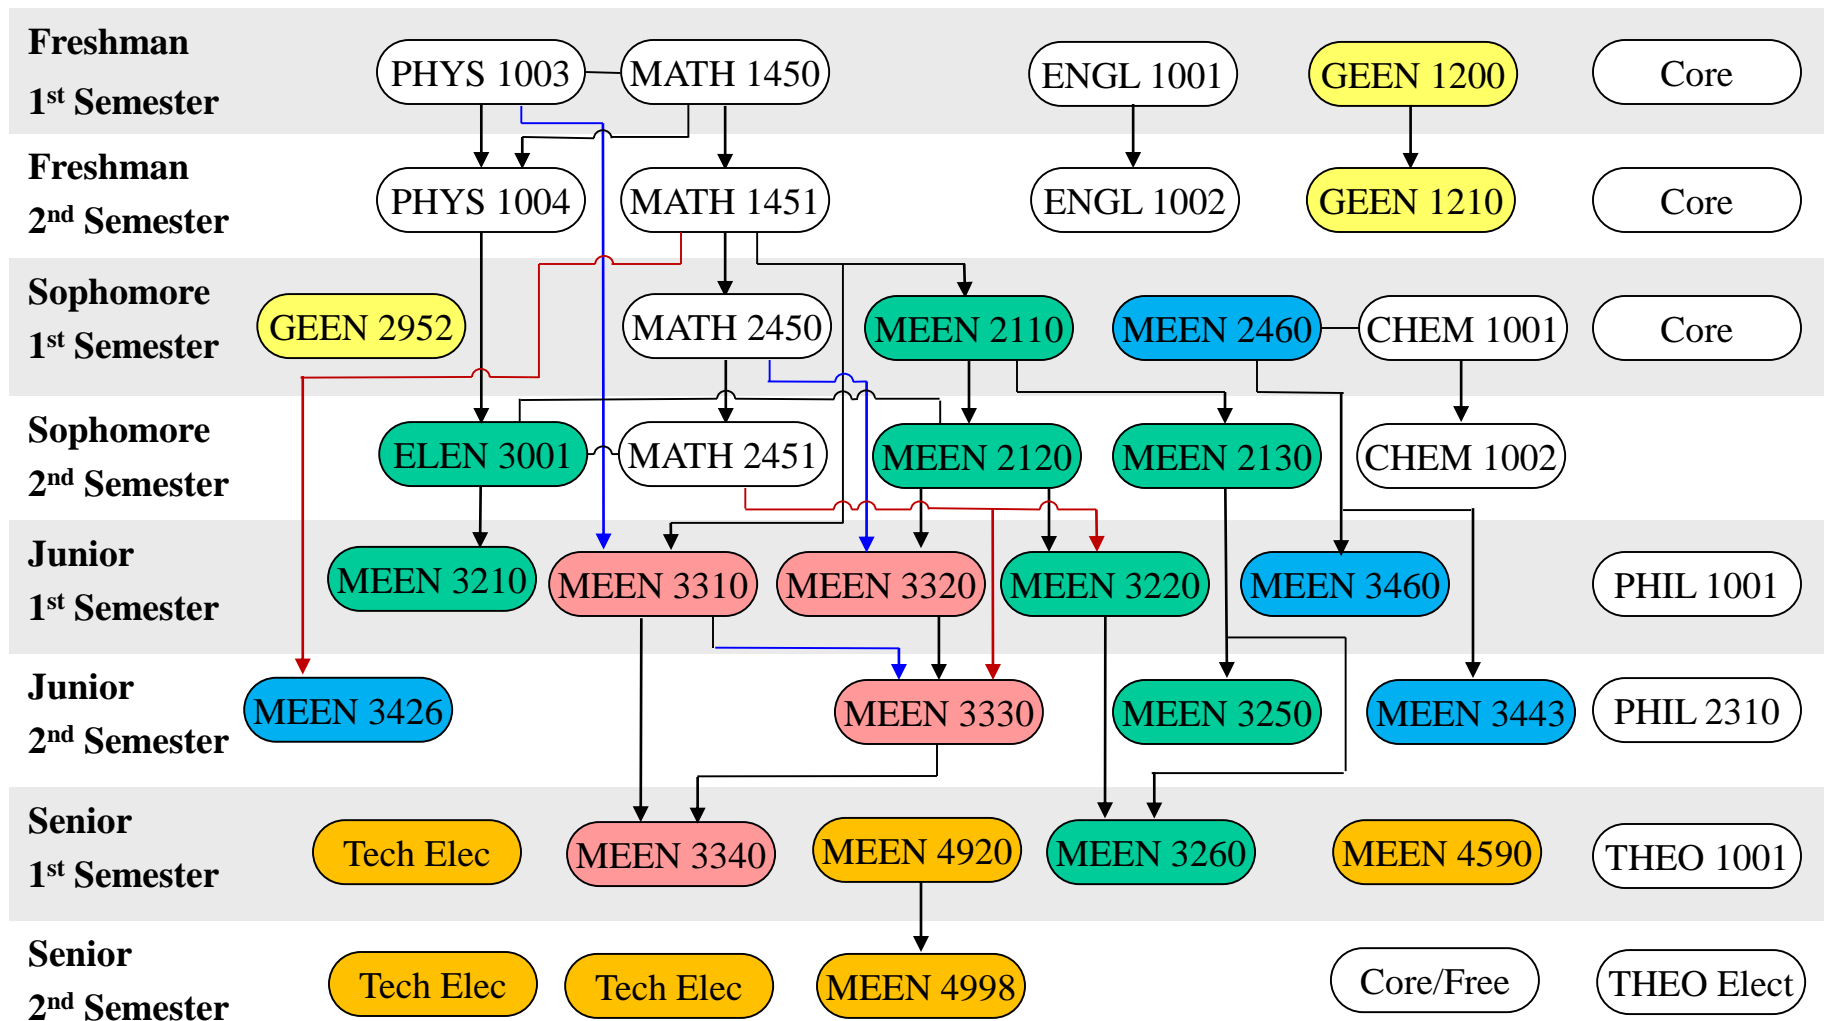 Freshman
1st Semester
PHYS 1003
MATH 1450
ENGL 1001
GEEN 1200
Core
Freshman
2nd Semester
PHYS 1004
MATH 1451
ENGL 1002
GEEN 1210
Core
Sophomore
1st Semester
GEEN 2952
MATH 2450
MEEN 2110
MEEN 2460
CHEM 1001
Core
Sophomore
2nd Semester
ELEN 3001
MATH 2451
MEEN 2120
MEEN 2130
CHEM 1002
Junior
1st Semester
MEEN 3210
MEEN 3310
MEEN 3320
MEEN 3220
MEEN 3460
PHIL 1001
Junior
2nd Semester
MEEN 3426
MEEN 3330
MEEN 3250
MEEN 3443
PHIL 2310
Senior
1st Semester
Tech Elec
MEEN 3340
MEEN 4920
MEEN 3260
MEEN 4590
THEO 1001
Senior
2nd Semester
Tech Elec
Tech Elec
MEEN 4998
Core/Free
THEO Elect